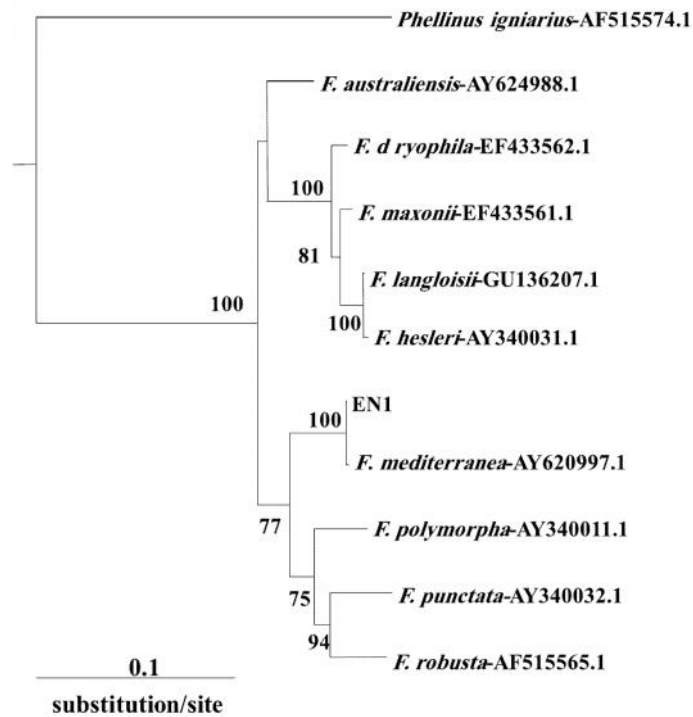 Phellinus igniarius-AF515574.1
F. australiensis-AY624988.1
F. d ryophila-EF433562.1
100
F. maxonii-EF433561.1
81
F. langloisii-GU136207.1
100
100
F. hesleri-AY340031.1
EN1
100
F. mediterranea-AY620997.1
77
F. polymorpha-AY340011.1
75
F. punctata-AY340032.1
94
F. robusta-AF515565.1
0.1
substitution/site